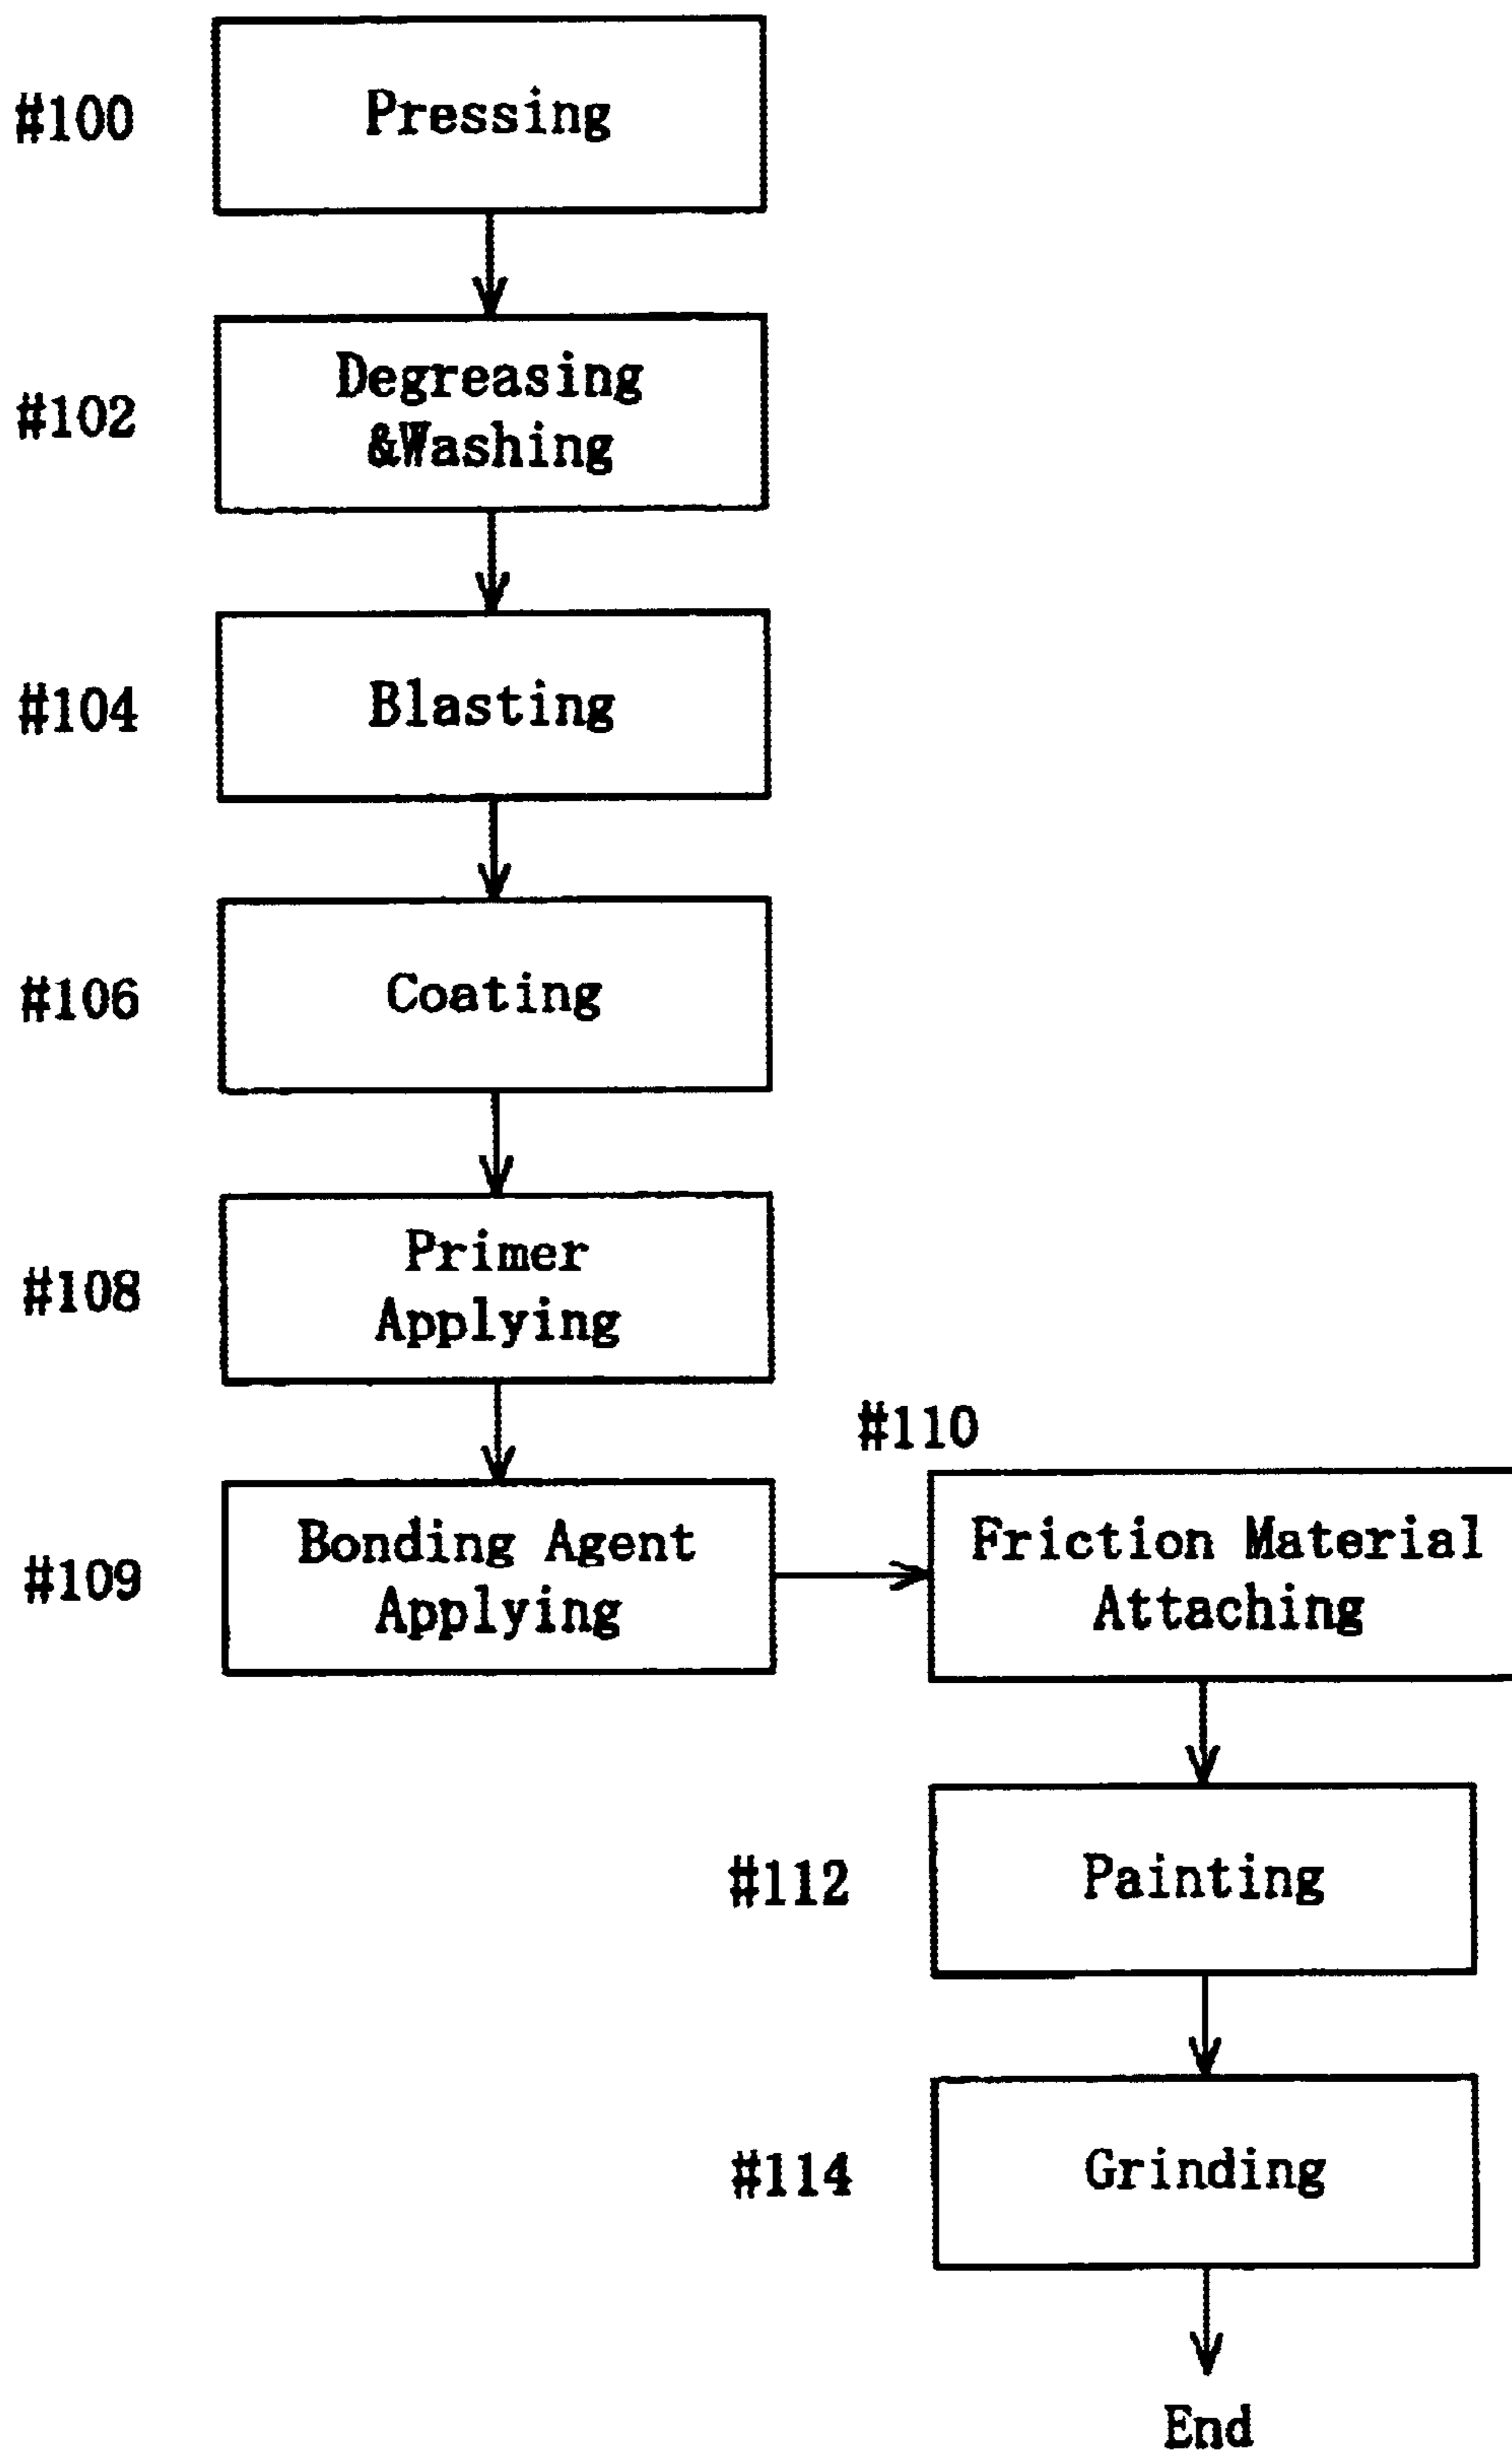 #100
Pressing
#102
Degreasing
&Washing
#104
Blasting
#106
Coating
#108
Primer
Applying
#109
Bonding Agent
Applying
#110
Friction Material
Attaching
#112
Painting
#114
Grinding
End